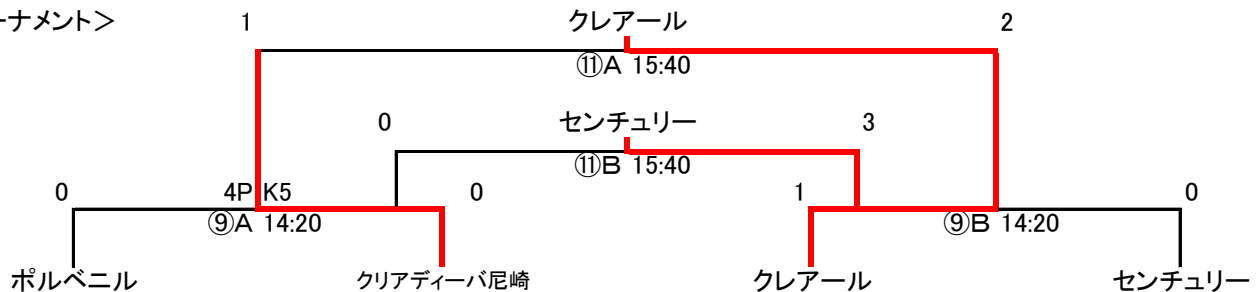 ーナメント＞ 1 クレアール 2
⑪A 15:40
0 センチュリー 3
⑪B 15:40
0 4P K5 0 1 0
⑨A 14:20 ⑨B 14:20
ポルベニル クリアディーバ尼崎 クレアール センチュリー